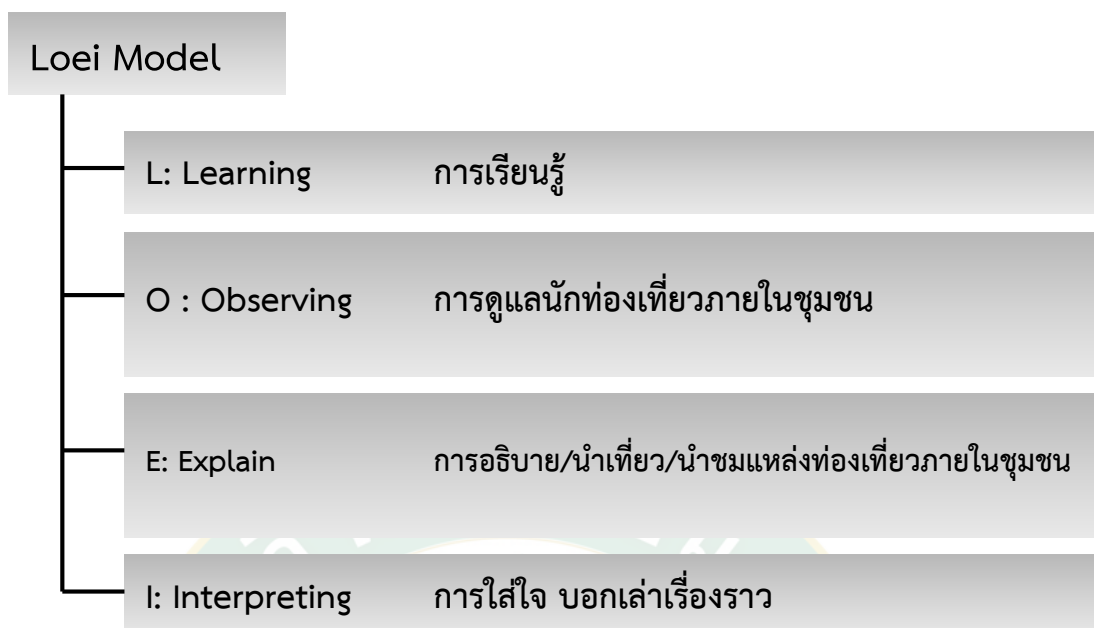 Loei Model
L: Learning การเรียนรู้
O : Observing การดูแลนักท่องเที่ยวภายในชุมชน
E: Explain การอธิบาย/นำเที่ยว/นำชมแหล่งท่องเที่ยวภายในชุมชน
I: Interpreting การใส่ใจ บอกเล่าเรื่องราว